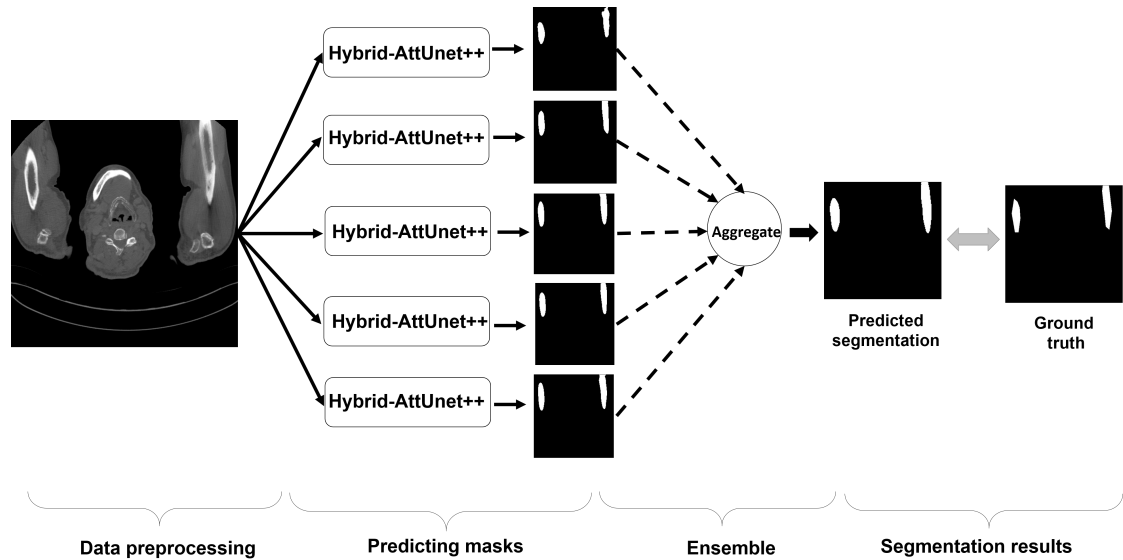 Hybrid-AttUnet++
Hybrid-AttUnet++
Hybrid-AttUnet++
Hybrid-AttUnet++
Hybrid-AttUnet++
Aggregate
Predicted
segmentation
Ground
truth
Data preprocessing
Predicting masks
Ensemble
Segmentation results